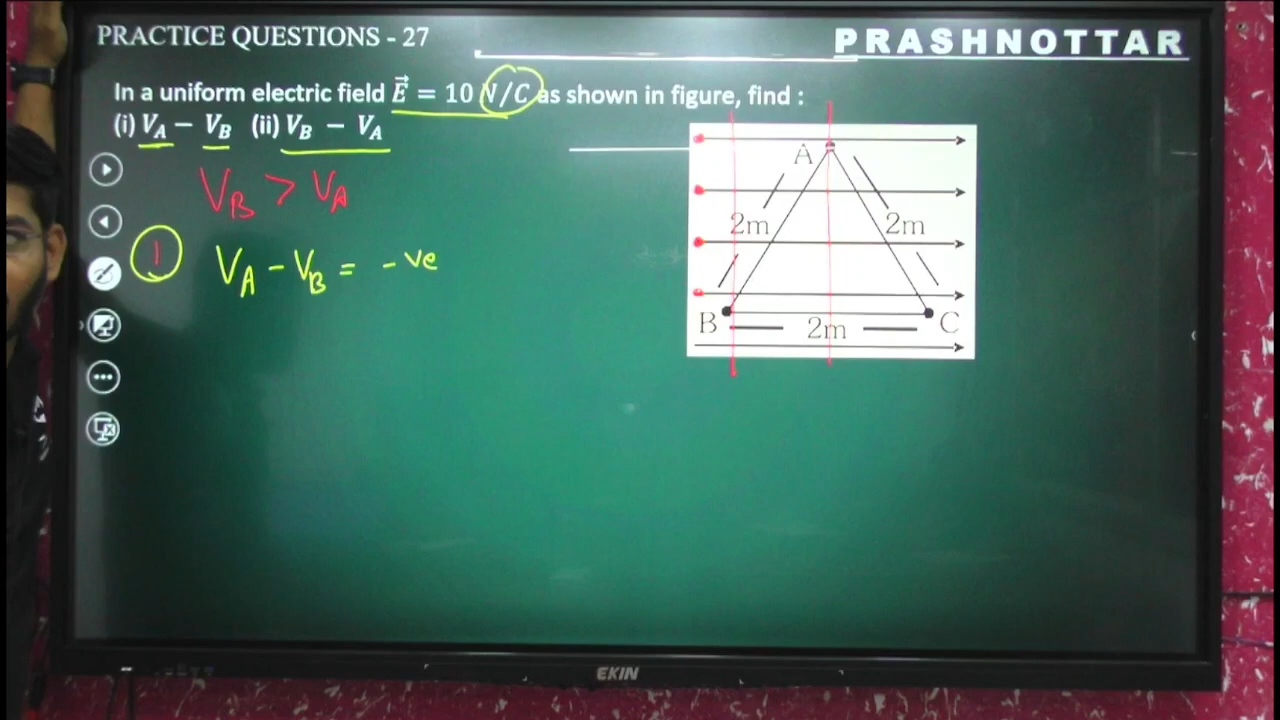 PRACTICE QUESTIONS - 27
PRASHNOTTAR
In a uniform electric field E⃗ = 10 N/C as shown in figure, find :
(i) V_A − V_B (ii) V_B − V_A
V_B > V_A
1 V_A - V_B = - ve
A
2m 2m
B 2m C
EKIN